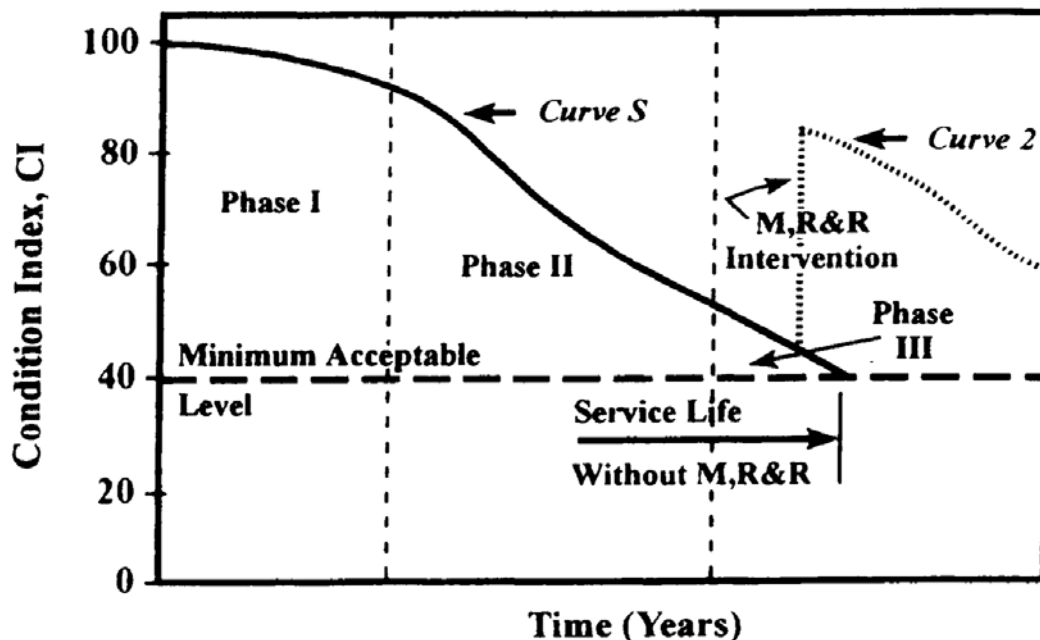 Condition Index, CI
100
80
60
40
20
0
Curve S
Curve 2
Phase I
Phase II
M,R&R
Intervention
Phase
III
Minimum Acceptable
Level
Service Life
Without M,R&R
Time (Years)